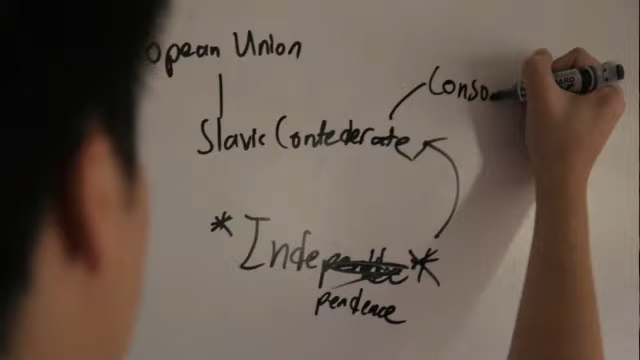 opean Union
Conso
Slavic Confederate
*Inde *
pendence